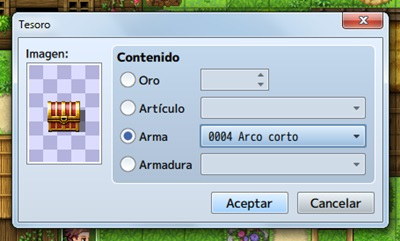 Tesoro
Imagen:
Contenido
Oro
Artículo
Arma
0004 Arco corto
Armadura
Aceptar
Cancelar